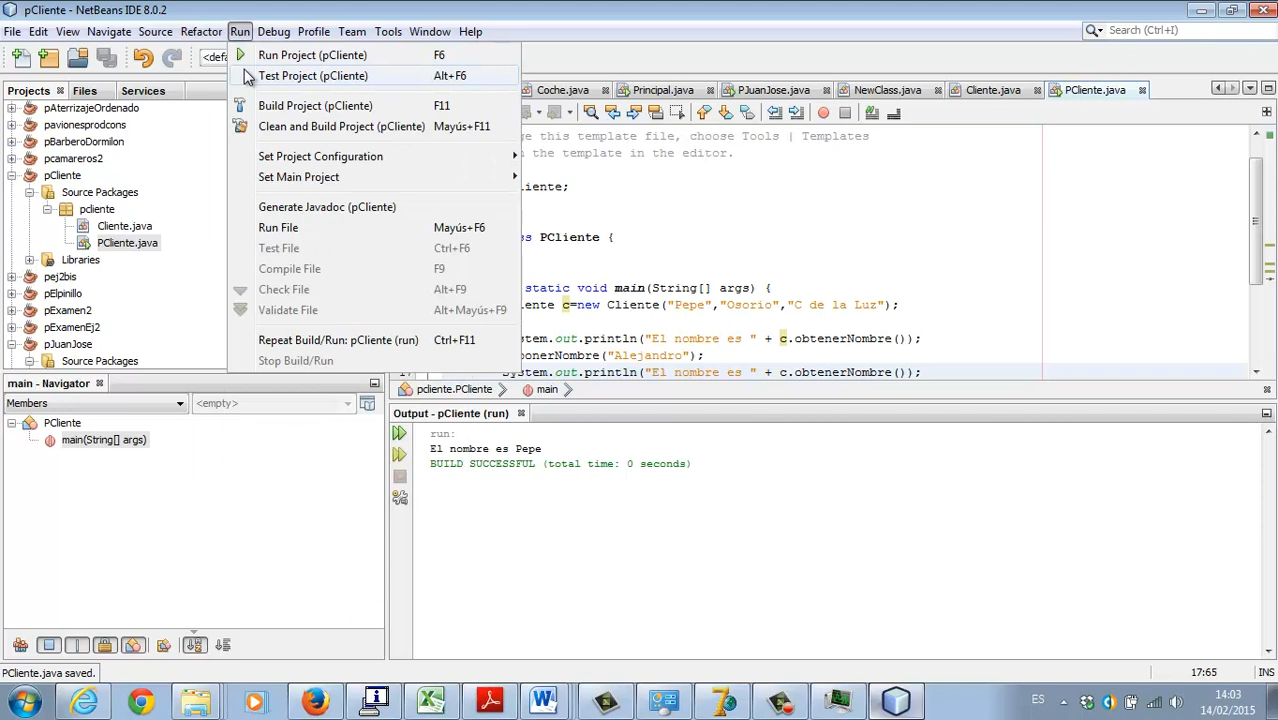 pCliente - NetBeans IDE 8.0.2
File Edit View Navigate Source Refactor Run Debug Profile Team Tools Window Help
Search (Ctrl+I)
<def
Run Project (pCliente) F6
Test Project (pCliente) Alt+F6
Build Project (pCliente) F11
Clean and Build Project (pCliente) Mayús+F11
Set Project Configuration
Set Main Project
Generate Javadoc (pCliente)
Run File Mayús+F6
Test File Ctrl+F6
Compile File F9
Check File Alt+F9
Validate File Alt+Mayús+F9
Repeat Build/Run: pCliente (run) Ctrl+F11
Stop Build/Run
Projects Files Services
pAterrizajeOrdenado
pavionesprodcons
pBarberoDormilon
pcamareros2
pCliente
Source Packages
pcliente
Cliente.java
PCliente.java
Libraries
pej2bis
pElpinillo
pExamen2
pExamenEj2
pJuanJose
Source Packages
Coche.java Principal.java PJuanJose.java NewClass.java Cliente.java PCliente.java
ge this template file, choose Tools | Templates
n the template in the editor.
liente;
ss PCliente {
static void main(String[] args) {
iente c=new Cliente("Pepe","Osorio","C de la Luz");
stem.out.println("El nombre es " + c.obtenerNombre());
ponerNombre("Alejandro");
System.out.println("El nombre es " + c.obtenerNombre());
pcliente.PCliente main
main - Navigator
Members <empty>
PCliente
main(String[] args)
Output - pCliente (run)
run:
El nombre es Pepe
BUILD SUCCESSFUL (total time: 0 seconds)
PCliente.java saved.
17:65 INS
ES
14:03
14/02/2015